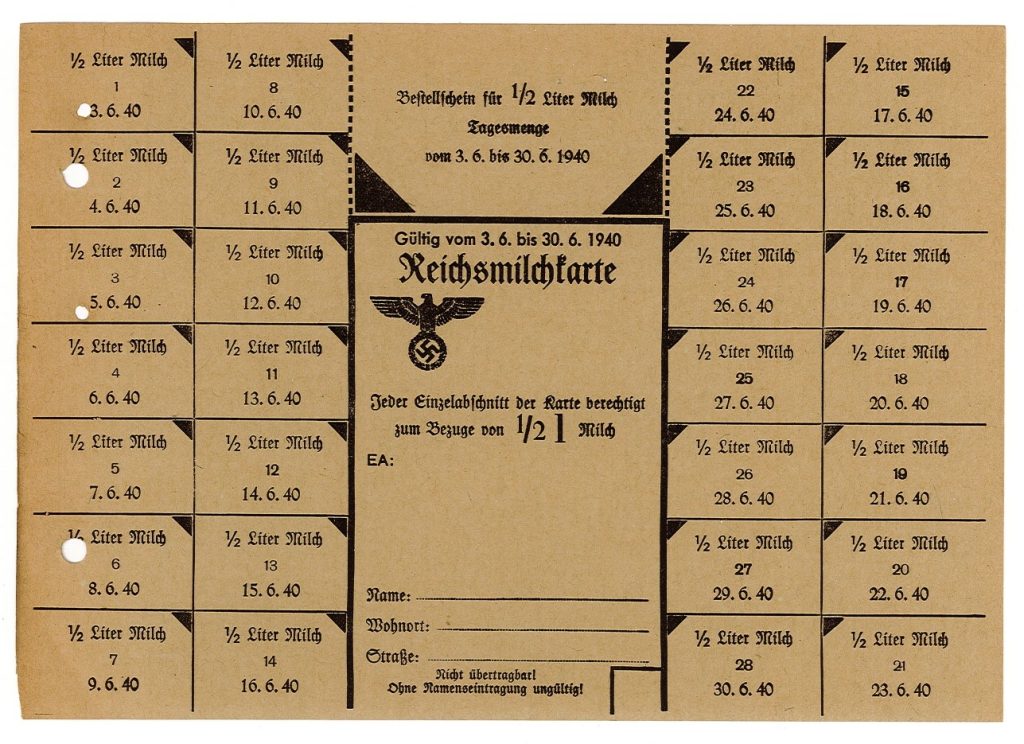 ½ Liter Milch
1
3. 6. 40
½ Liter Milch
2
4. 6. 40
½ Liter Milch
3
5. 6. 40
½ Liter Milch
4
6. 6. 40
½ Liter Milch
5
7. 6. 40
½ Liter Milch
6
8. 6. 40
½ Liter Milch
7
9. 6. 40
½ Liter Milch
8
10. 6. 40
½ Liter Milch
9
11. 6. 40
½ Liter Milch
10
12. 6. 40
½ Liter Milch
11
13. 6. 40
½ Liter Milch
12
14. 6. 40
½ Liter Milch
13
15. 6. 40
½ Liter Milch
14
16. 6. 40
Bestellschein für 1/2 Liter Milch
Tagesmenge
vom 3. 6. bis 30. 6. 1940
Gültig vom 3. 6. bis 30. 6. 1940
Reichsmilchkarte
Jeder Einzelabschnitt der Karte berechtigt
zum Bezuge von 1/2 l Milch
EA:
Name:
Wohnort:
Straße:
Nicht übertragbar!
Ohne Namenseintragung ungültig!
½ Liter Milch
22
24. 6. 40
½ Liter Milch
23
25. 6. 40
½ Liter Milch
24
26. 6. 40
½ Liter Milch
25
27. 6. 40
½ Liter Milch
26
28. 6. 40
½ Liter Milch
27
29. 6. 40
½ Liter Milch
28
30. 6. 40
½ Liter Milch
15
17. 6. 40
½ Liter Milch
16
18. 6. 40
½ Liter Milch
17
19. 6. 40
½ Liter Milch
18
20. 6. 40
½ Liter Milch
19
21. 6. 40
½ Liter Milch
20
22. 6. 40
½ Liter Milch
21
23. 6. 40